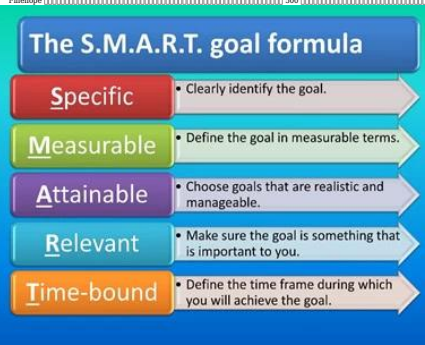 The S.M.A.R.T. goal formula
Specific
• Clearly identify the goal.
Measurable
• Define the goal in measurable terms.
Attainable
• Choose goals that are realistic and
manageable.
Relevant
• Make sure the goal is something that
is important to you.
Time-bound
• Define the time frame during which
you will achieve the goal.